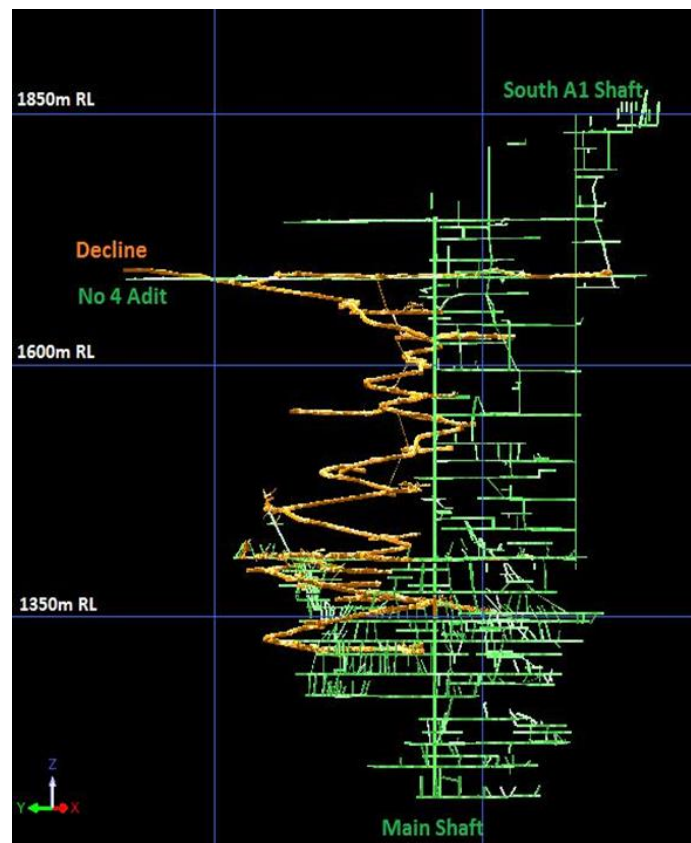 South A1 Shaft
1850m RL
Decline
No 4 Adit
1600m RL
1350m RL
Z
Y X
Main Shaft